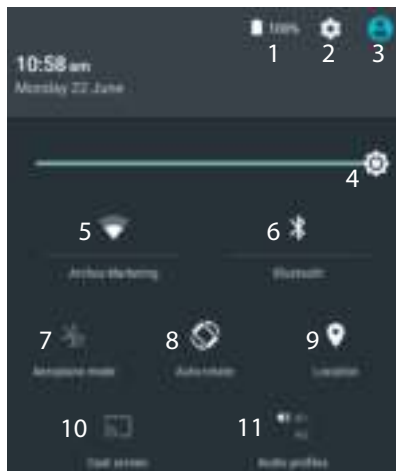 100%
1 2 3
10:58 am
Monday 22 June
4
5 6
Archos Marketing Bluetooth
7 8 9
Aeroplane mode Auto-rotate Location
10 11
Cast screen Audio profiles